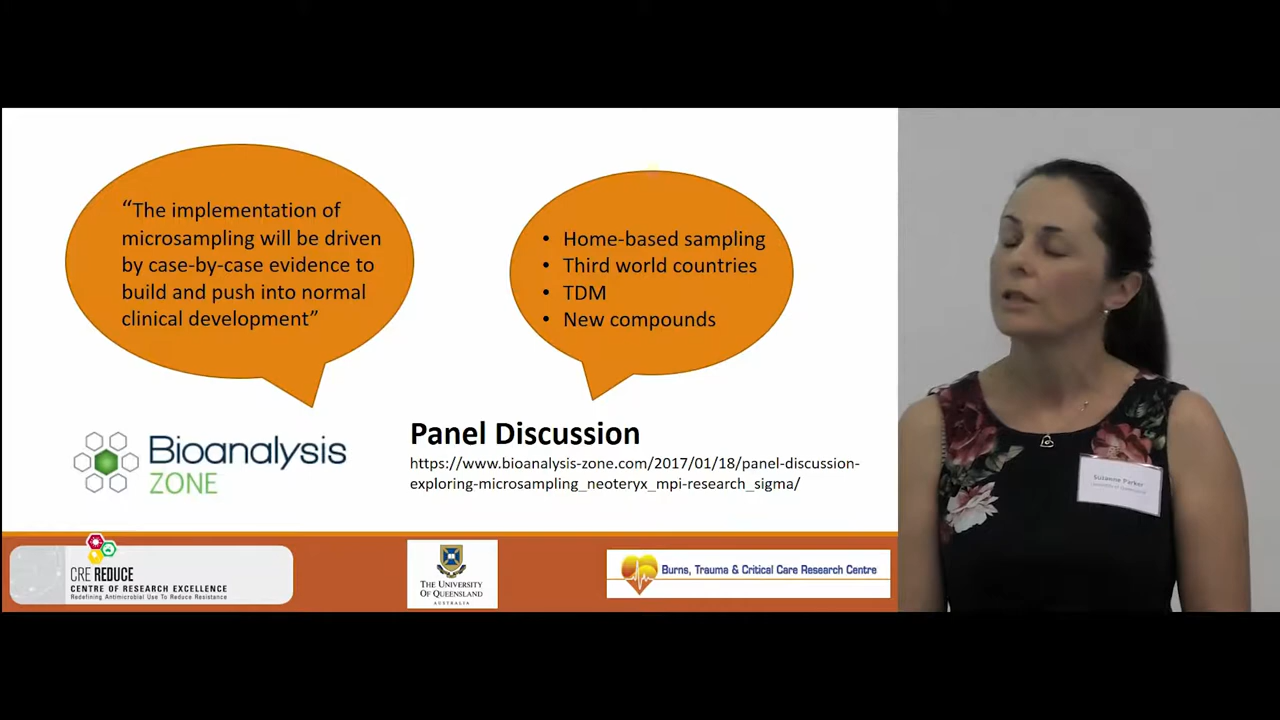 “The implementation of
microsampling will be driven
by case-by-case evidence to
build and push into normal
clinical development”
• Home-based sampling
• Third world countries
• TDM
• New compounds
Bioanalysis
ZONE
Panel Discussion
https://www.bioanalysis-zone.com/2017/01/18/panel-discussion-
exploring-microsampling_neoteryx_mpi-research_sigma/
CRE REDUCE
CENTRE OF RESEARCH EXCELLENCE
Redefining Antimicrobial Use To Reduce Resistance
THE UNIVERSITY
OF QUEENSLAND
AUSTRALIA
Burns, Trauma & Critical Care Research Centre
Suzanne Parker